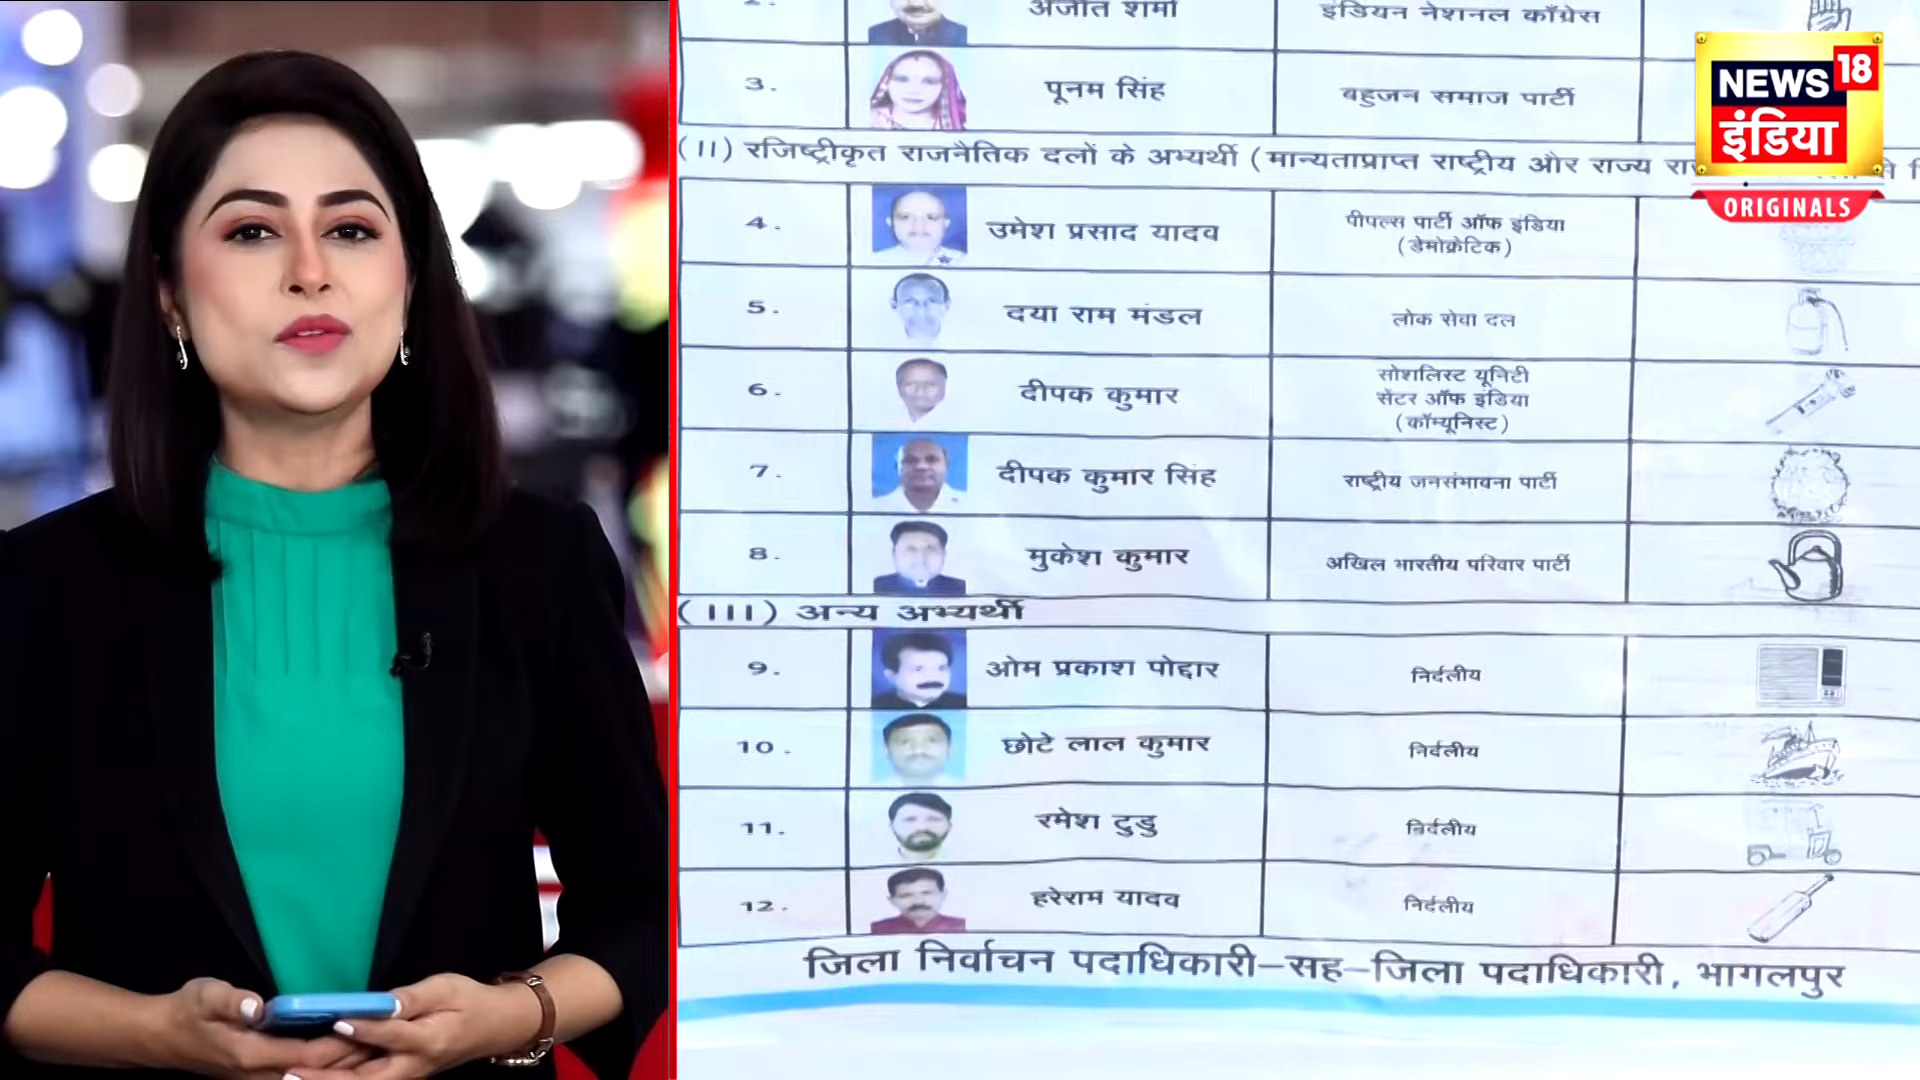 अजीत शर्मा
इंडियन नेशनल काँग्रेस
3.
पूनम सिंह
बहुजन समाज पार्टी
(II) रजिष्ट्रीकृत राजनैतिक दलों के अभ्यर्थी (मान्यताप्राप्त राष्ट्रीय और राज्य
4.
उमेश प्रसाद यादव
पीपल्स पार्टी ऑफ इंडिया
(डेमोक्रेटिक)
5.
दया राम मंडल
लोक सेवा दल
6.
दीपक कुमार
सोशलिस्ट यूनिटी
सेंटर ऑफ इंडिया
(कॉम्यूनिस्ट)
7.
दीपक कुमार सिंह
राष्ट्रीय जनसंभावना पार्टी
8.
मुकेश कुमार
अखिल भारतीय परिवार पार्टी
(III) अन्य अभ्यर्थी
9.
ओम प्रकाश पोद्दार
निर्दलीय
10.
छोटे लाल कुमार
निर्दलीय
11.
रमेश टुडु
निर्दलीय
12.
हरेराम यादव
निर्दलीय
जिला निर्वाचन पदाधिकारी-सह-जिला पदाधिकारी, भागलपुर
NEWS 18
इंडिया
ORIGINALS